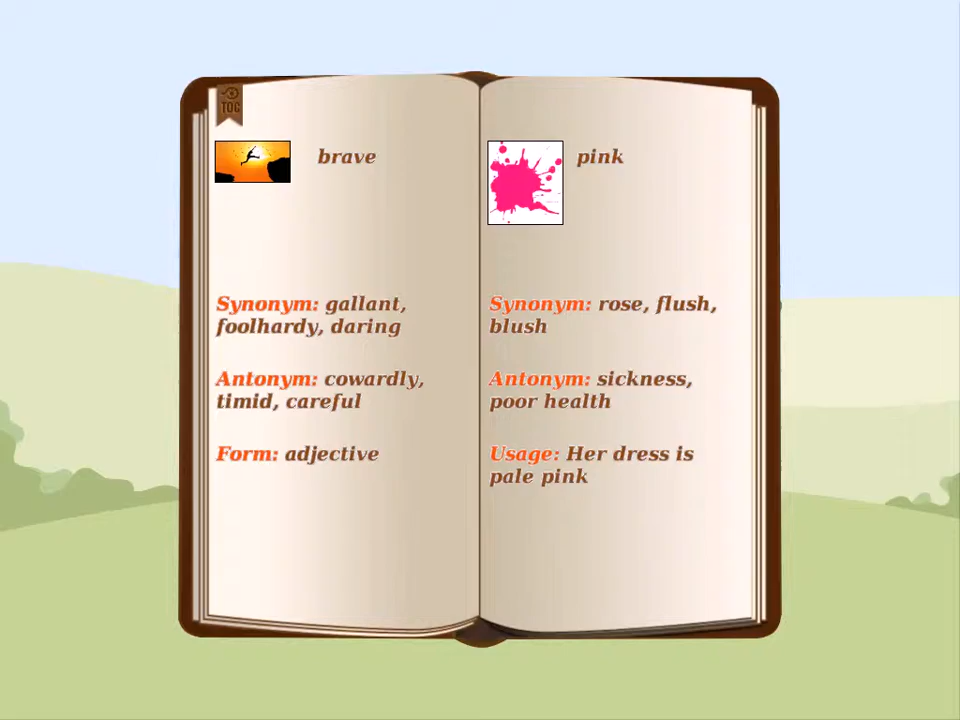 TOC
brave
Synonym: gallant,
foolhardy, daring
Antonym: cowardly,
timid, careful
Form: adjective
pink
Synonym: rose, flush,
blush
Antonym: sickness,
poor health
Usage: Her dress is
pale pink